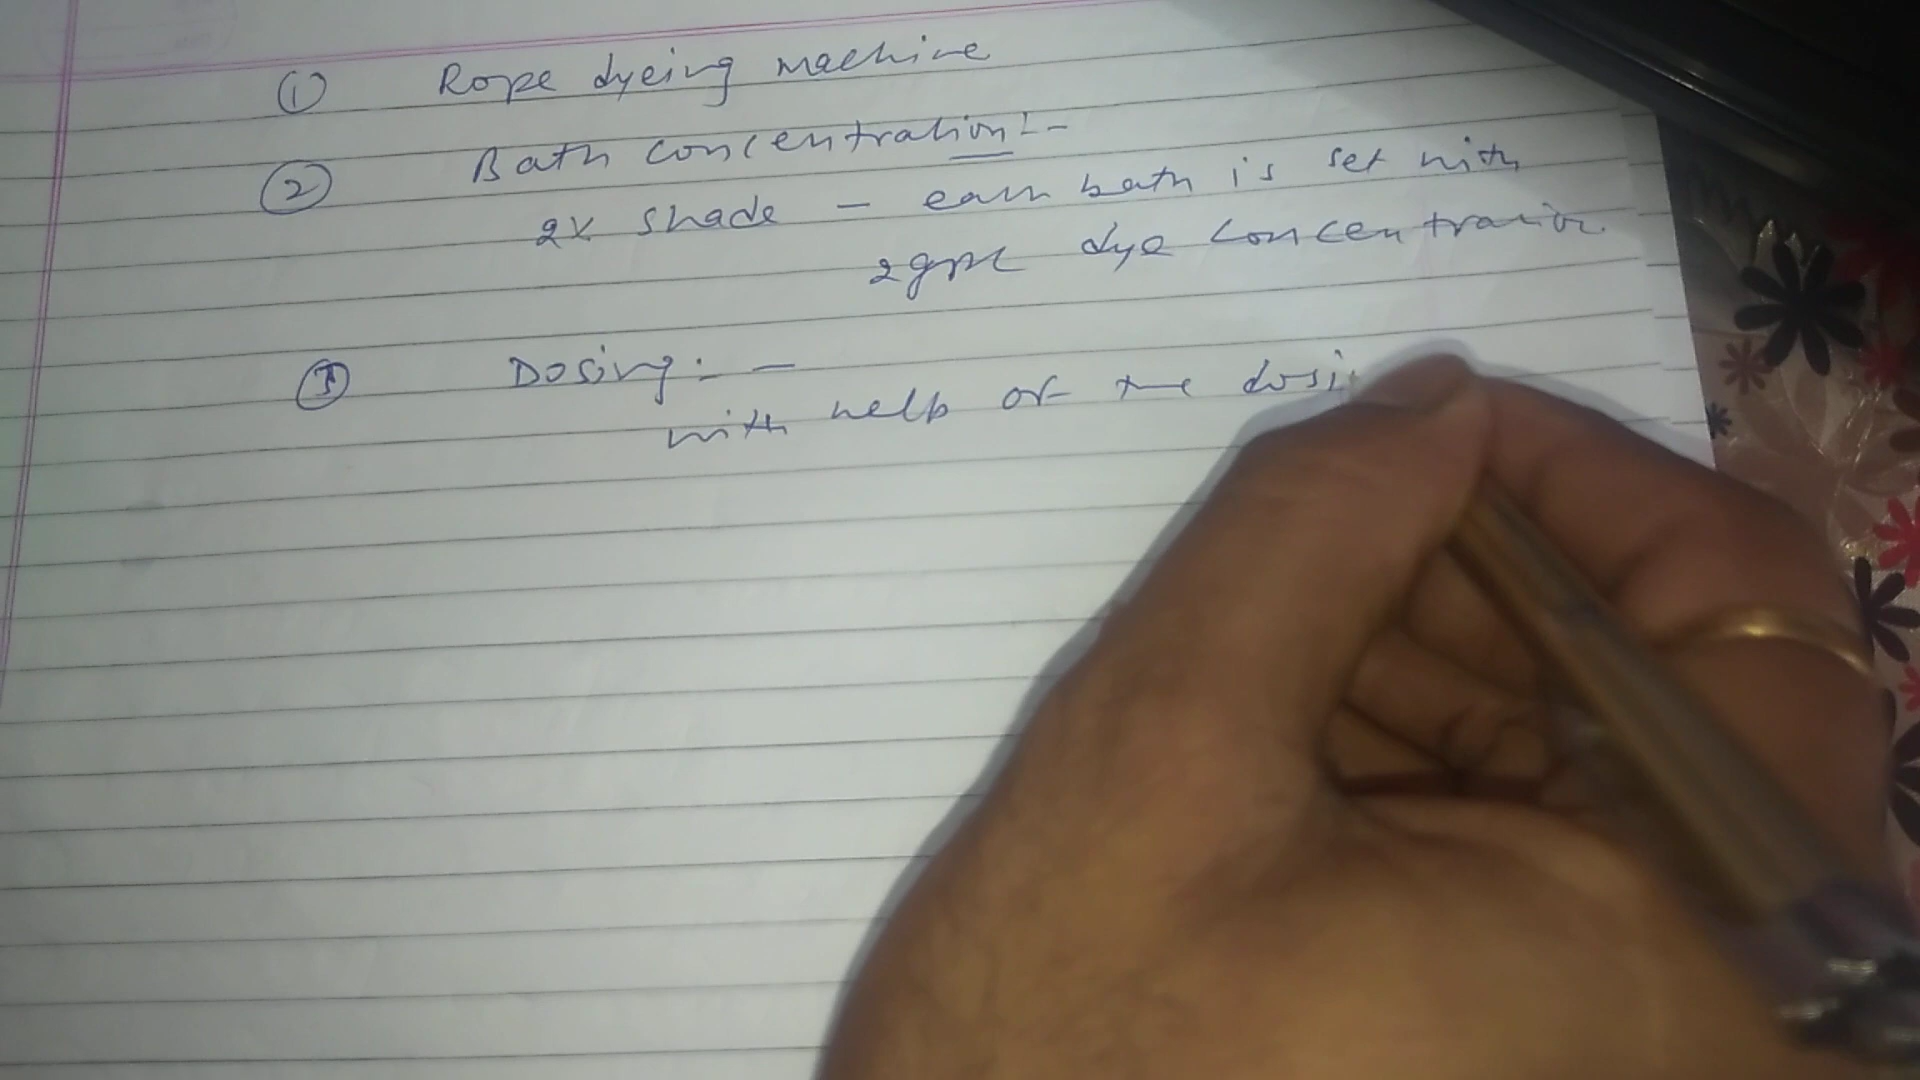 ① Rope dyeing machine
② Bath concentration:-
2% shade - each bath is set with
2gpl dye concentration.
③ Dosing:-
with help of the dosi